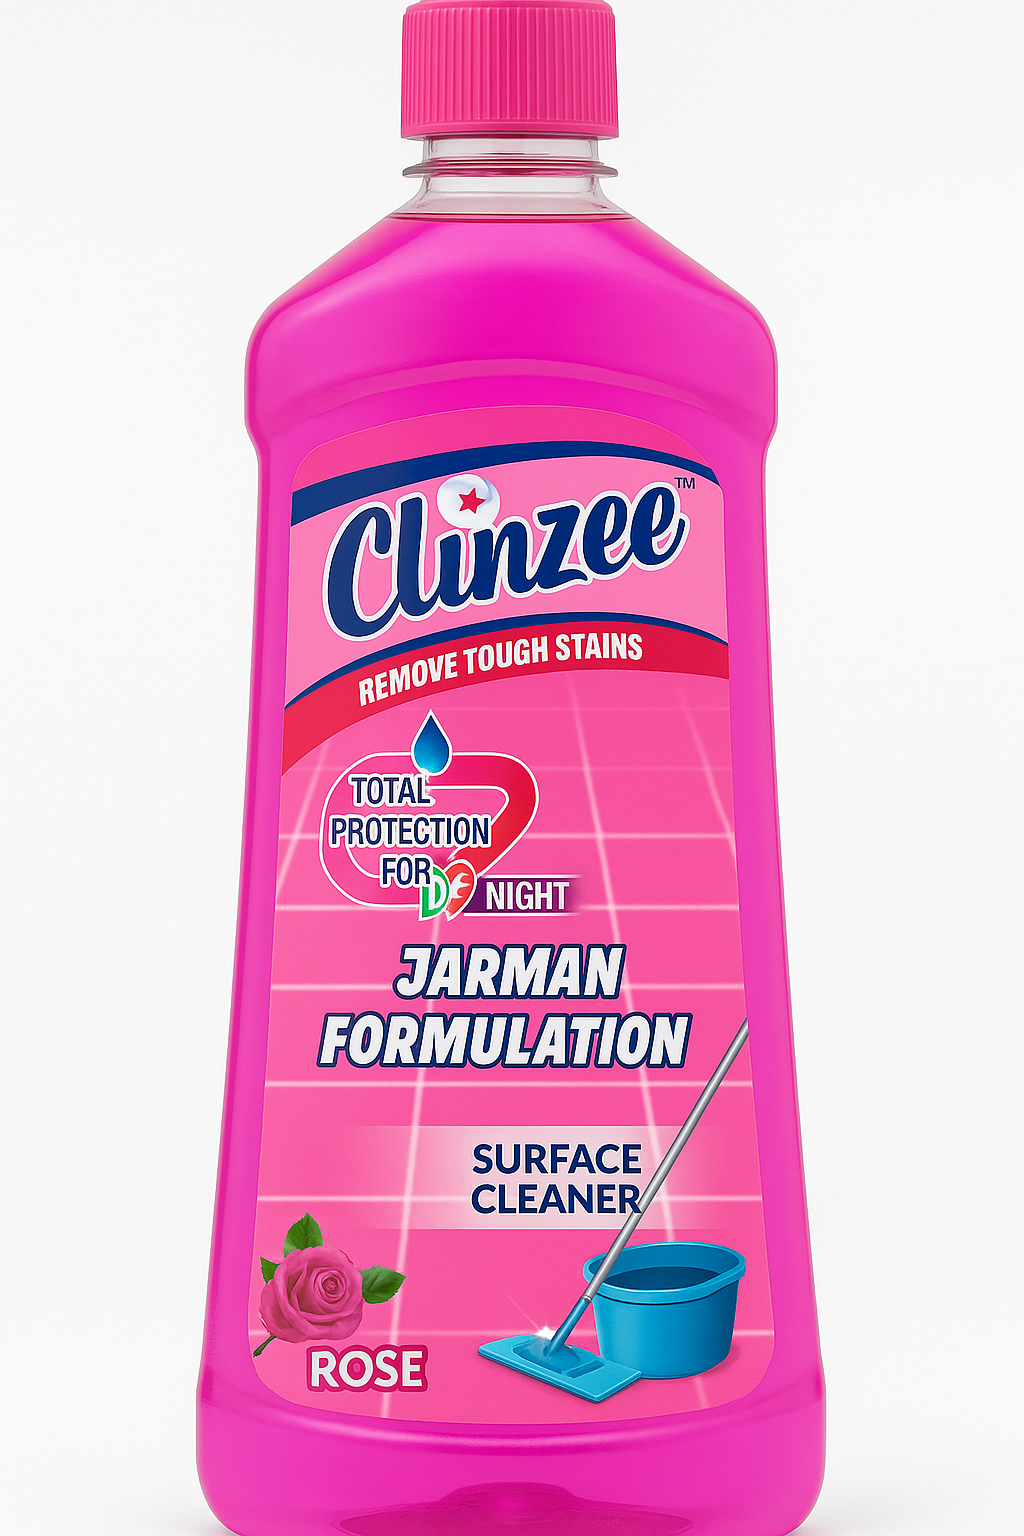 Clinzee™
REMOVE TOUGH STAINS
TOTAL
PROTECTION
FOR
NIGHT
JARMAN
FORMULATION
SURFACE
CLEANER
ROSE